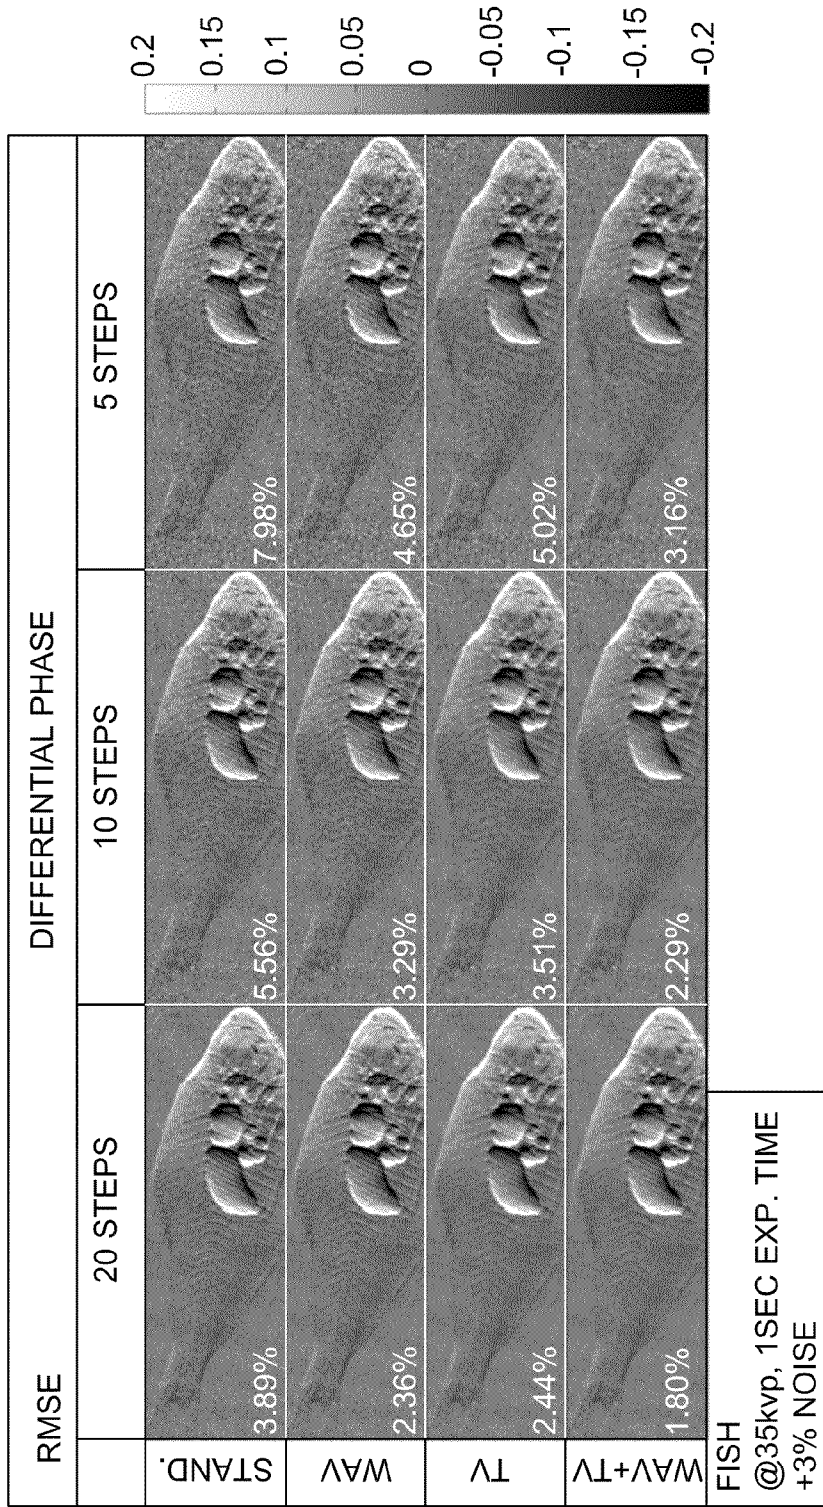 RMSE
DIFFERENTIAL PHASE
20 STEPS 10 STEPS 5 STEPS
STAND. 3.89% 5.56% 7.98%
WAV 2.36% 3.29% 4.65%
TV 2.44% 3.51% 5.02%
WAV+TV 1.80% 2.29% 3.16%
0.2
0.15
0.1
0.05
0
-0.05
-0.1
-0.15
-0.2
FISH
@35kvp, 1SEC EXP. TIME
+3% NOISE